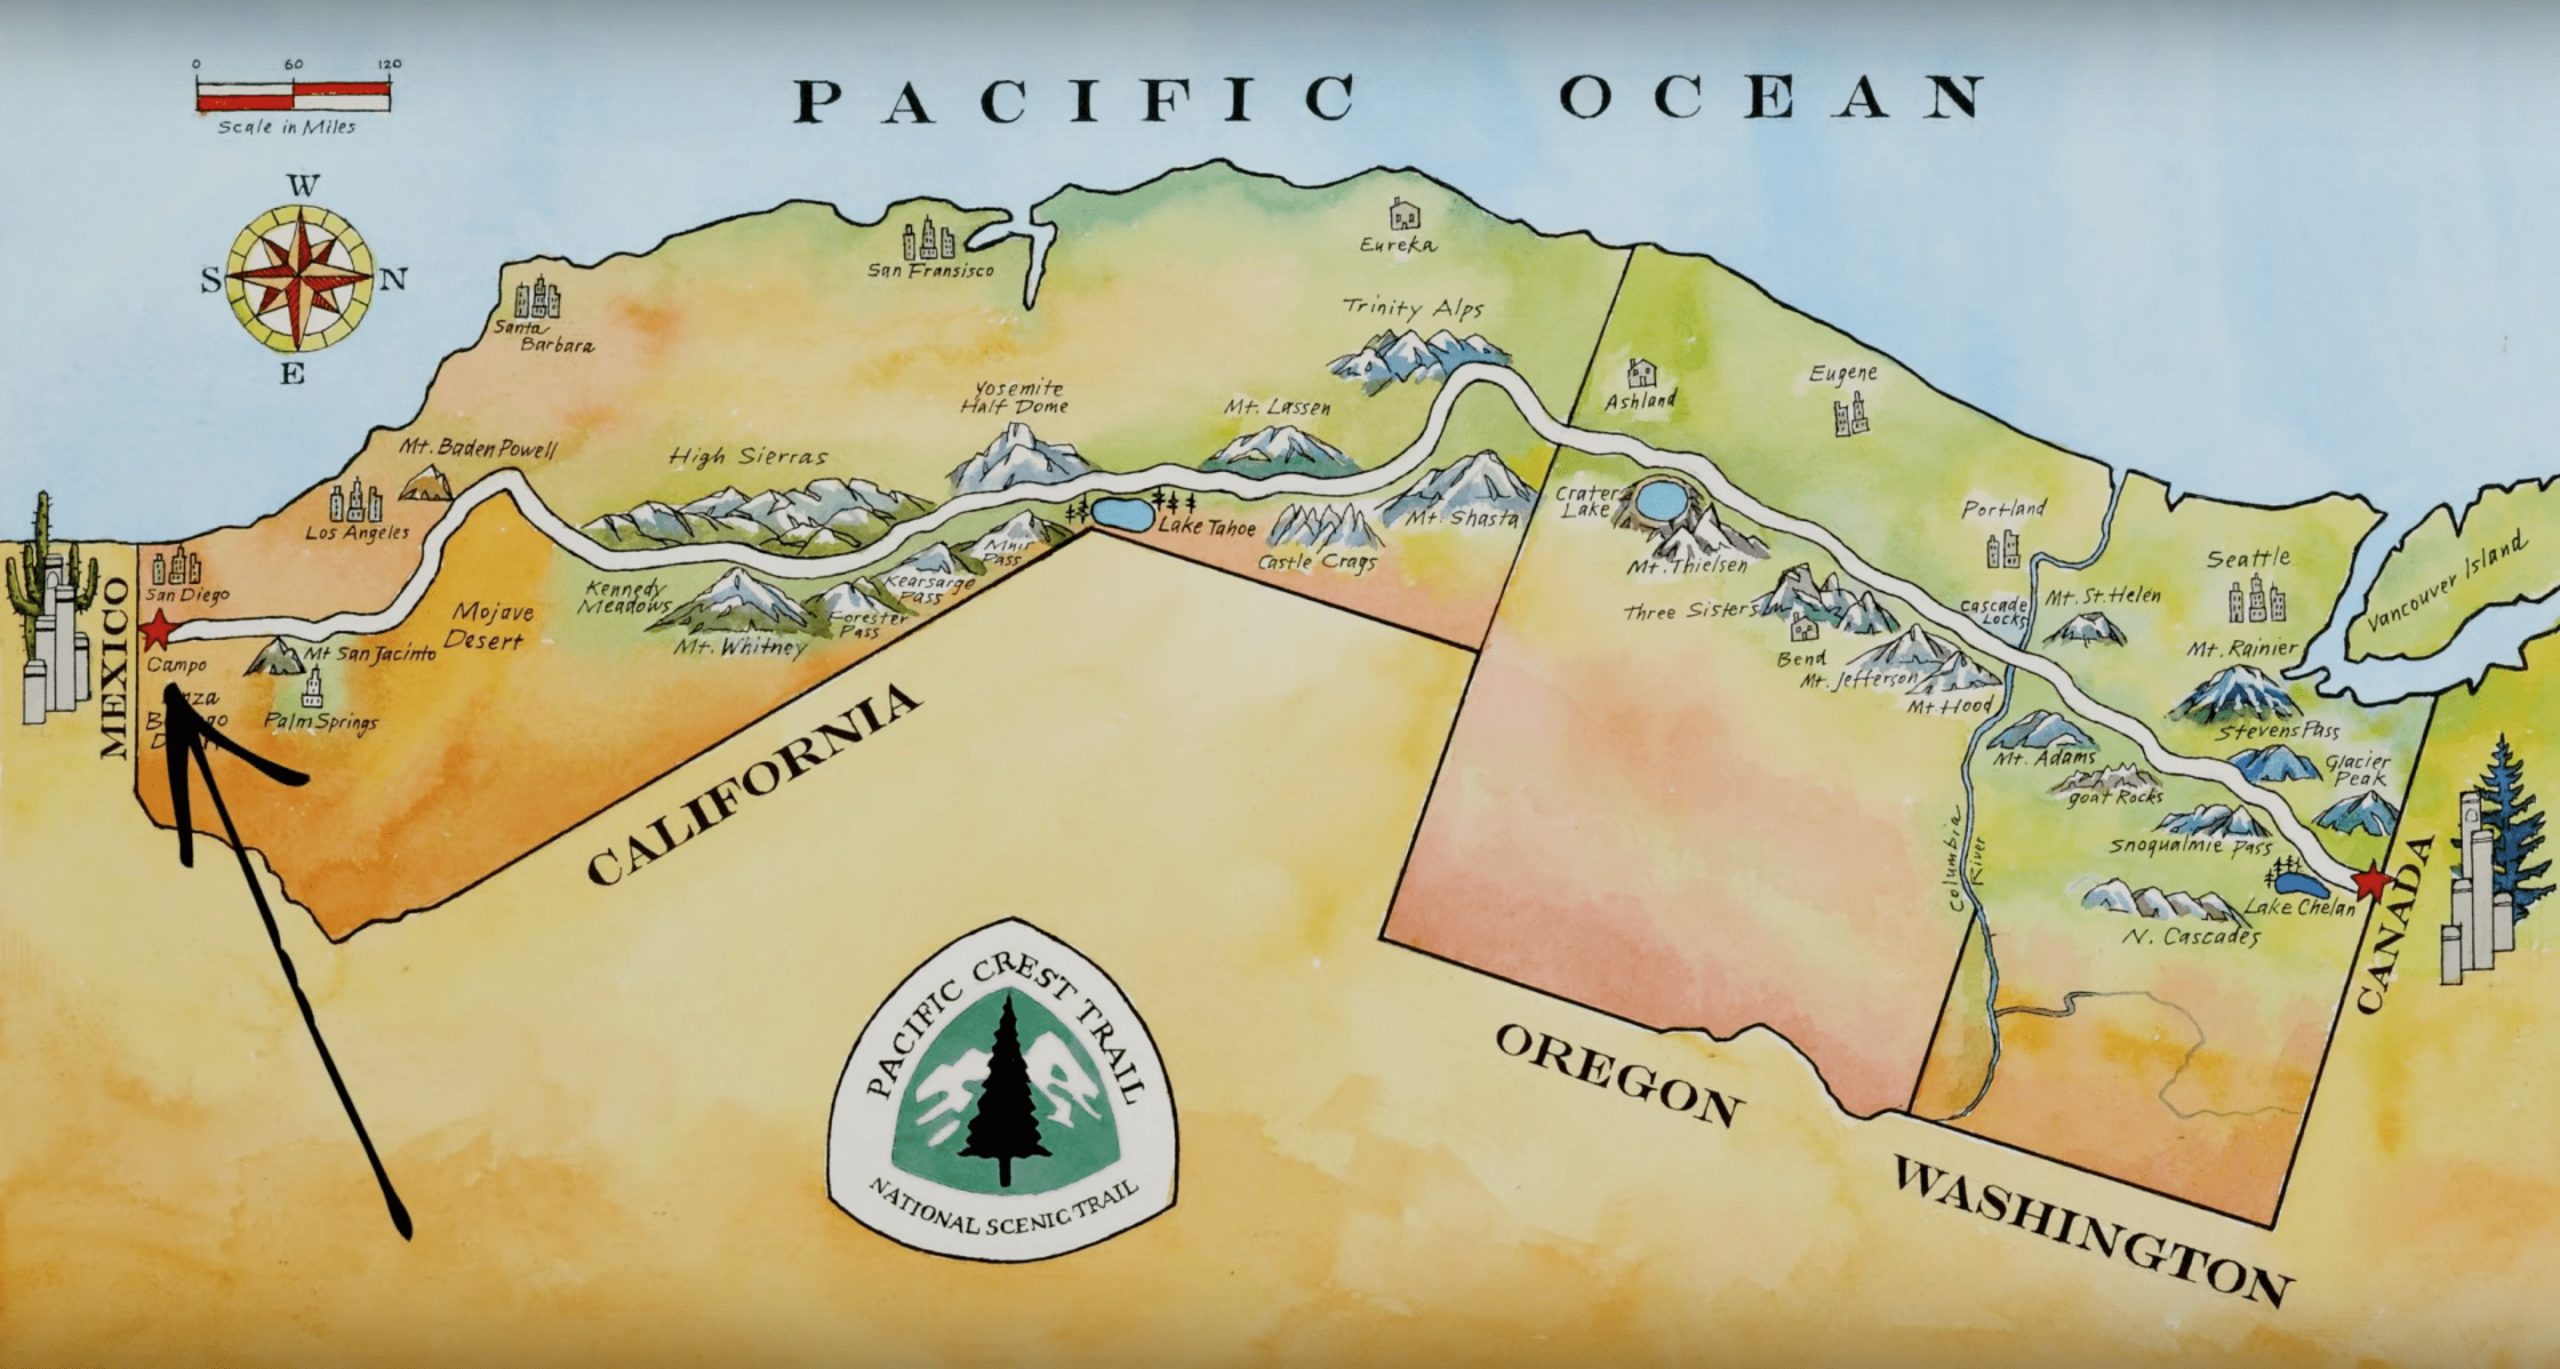 0 60 120
Scale in Miles
PACIFIC OCEAN
W
S N
E
Eureka
San Fransisco
Santa
Barbara
Trinity Alps
Yosemite
Half Dome
Mt. Lassen
Ashland
Eugene
Mt. Baden Powell
High Sierras
Los Angeles
Lake Tahoe
Mt. Shasta
Castle Crags
Crater
Lake
Mt. Thielsen
Portland
Seattle
Vancouver Island
MEXICO
San Diego
Campo
Mojave
Desert
Mt San Jacinto
Palm Springs
Kennedy
Meadows
Mt. Whitney
Forester
Pass
Kearsarge
Pass
Muir
Pass
Three Sisters
Bend
Mt. Jefferson
Mt. Hood
Cascade
Locks
Mt. St. Helen
Mt. Rainier
Stevens Pass
Glacier
Peak
Mt. Adams
goat Rocks
Snoqualmie Pass
Lake Chelan
N. Cascades
Columbia
River
CANADA
CALIFORNIA
OREGON
WASHINGTON
PACIFIC CREST TRAIL
NATIONAL SCENIC TRAIL